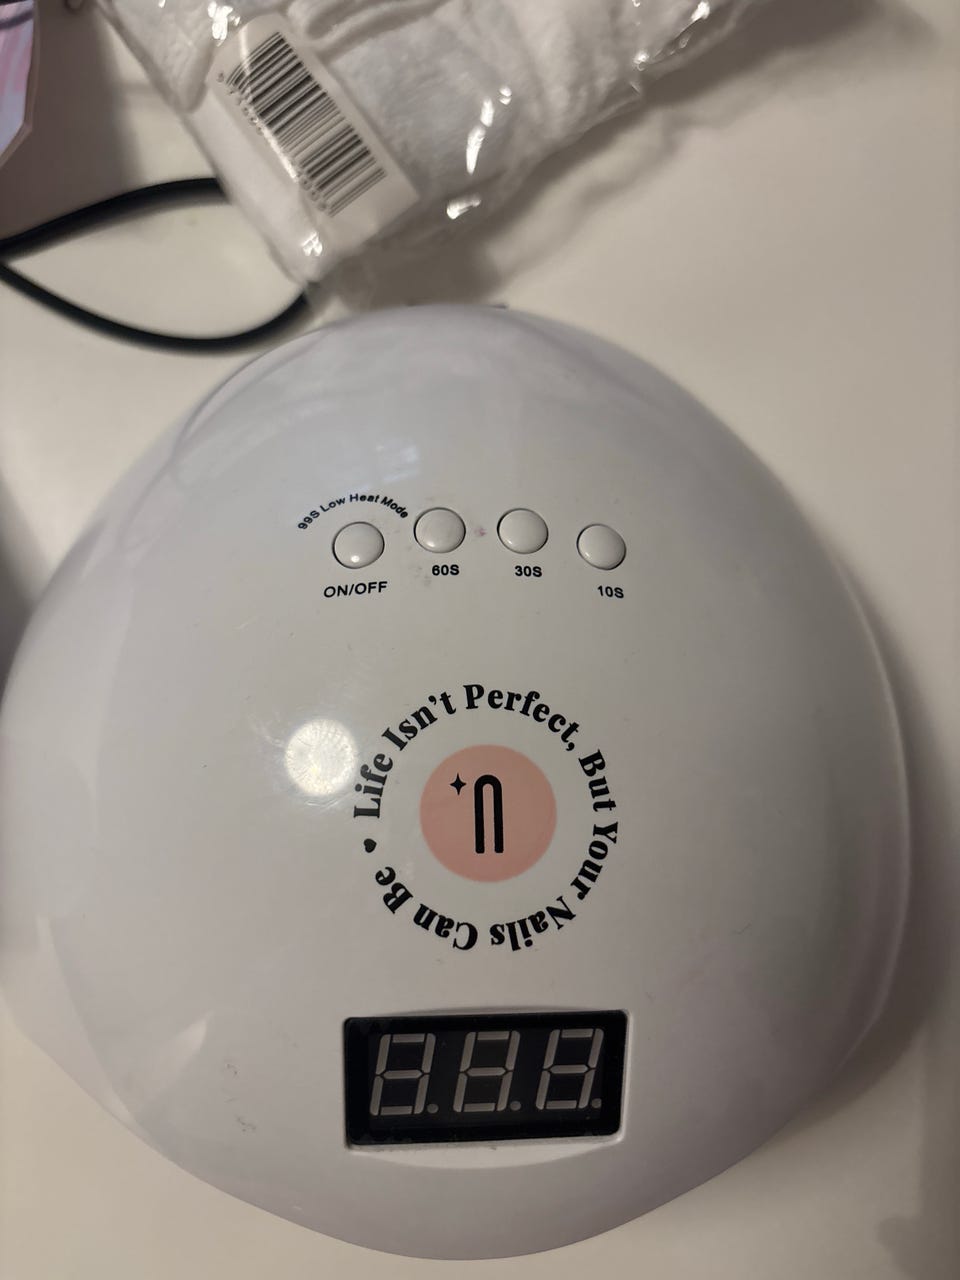 99S Low Heat Mode
ON/OFF
60S
30S
10S
Life Isn't Perfect, But Your Nails Can Be
n